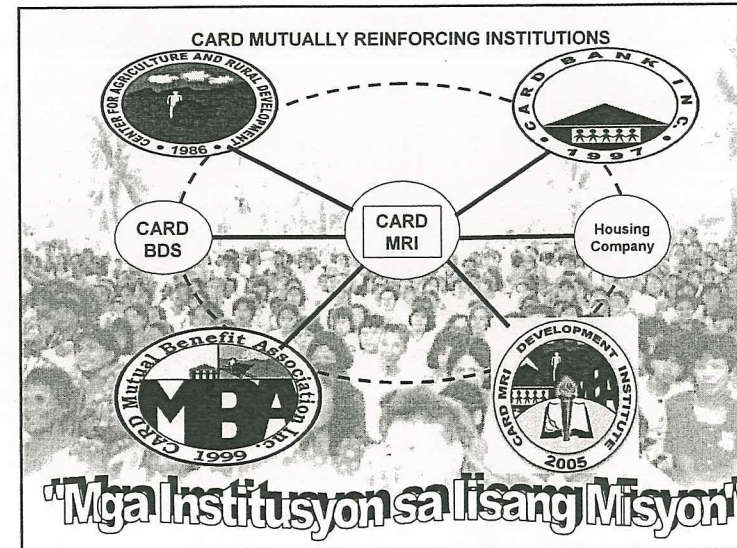 CARD MUTUALLY REINFORCING INSTITUTIONS
CENTER FOR AGRICULTURE AND RURAL DEVELOPMENT
• 1986 •
CARD BANK INC.
• 1997 •
CARD
BDS
CARD
MRI
Housing
Company
CARD Mutual Benefit Association Inc.
MBA
1999
CARD MRI DEVELOPMENT INSTITUTE
2005
"Mga Institusyon sa Iisang Misyon"